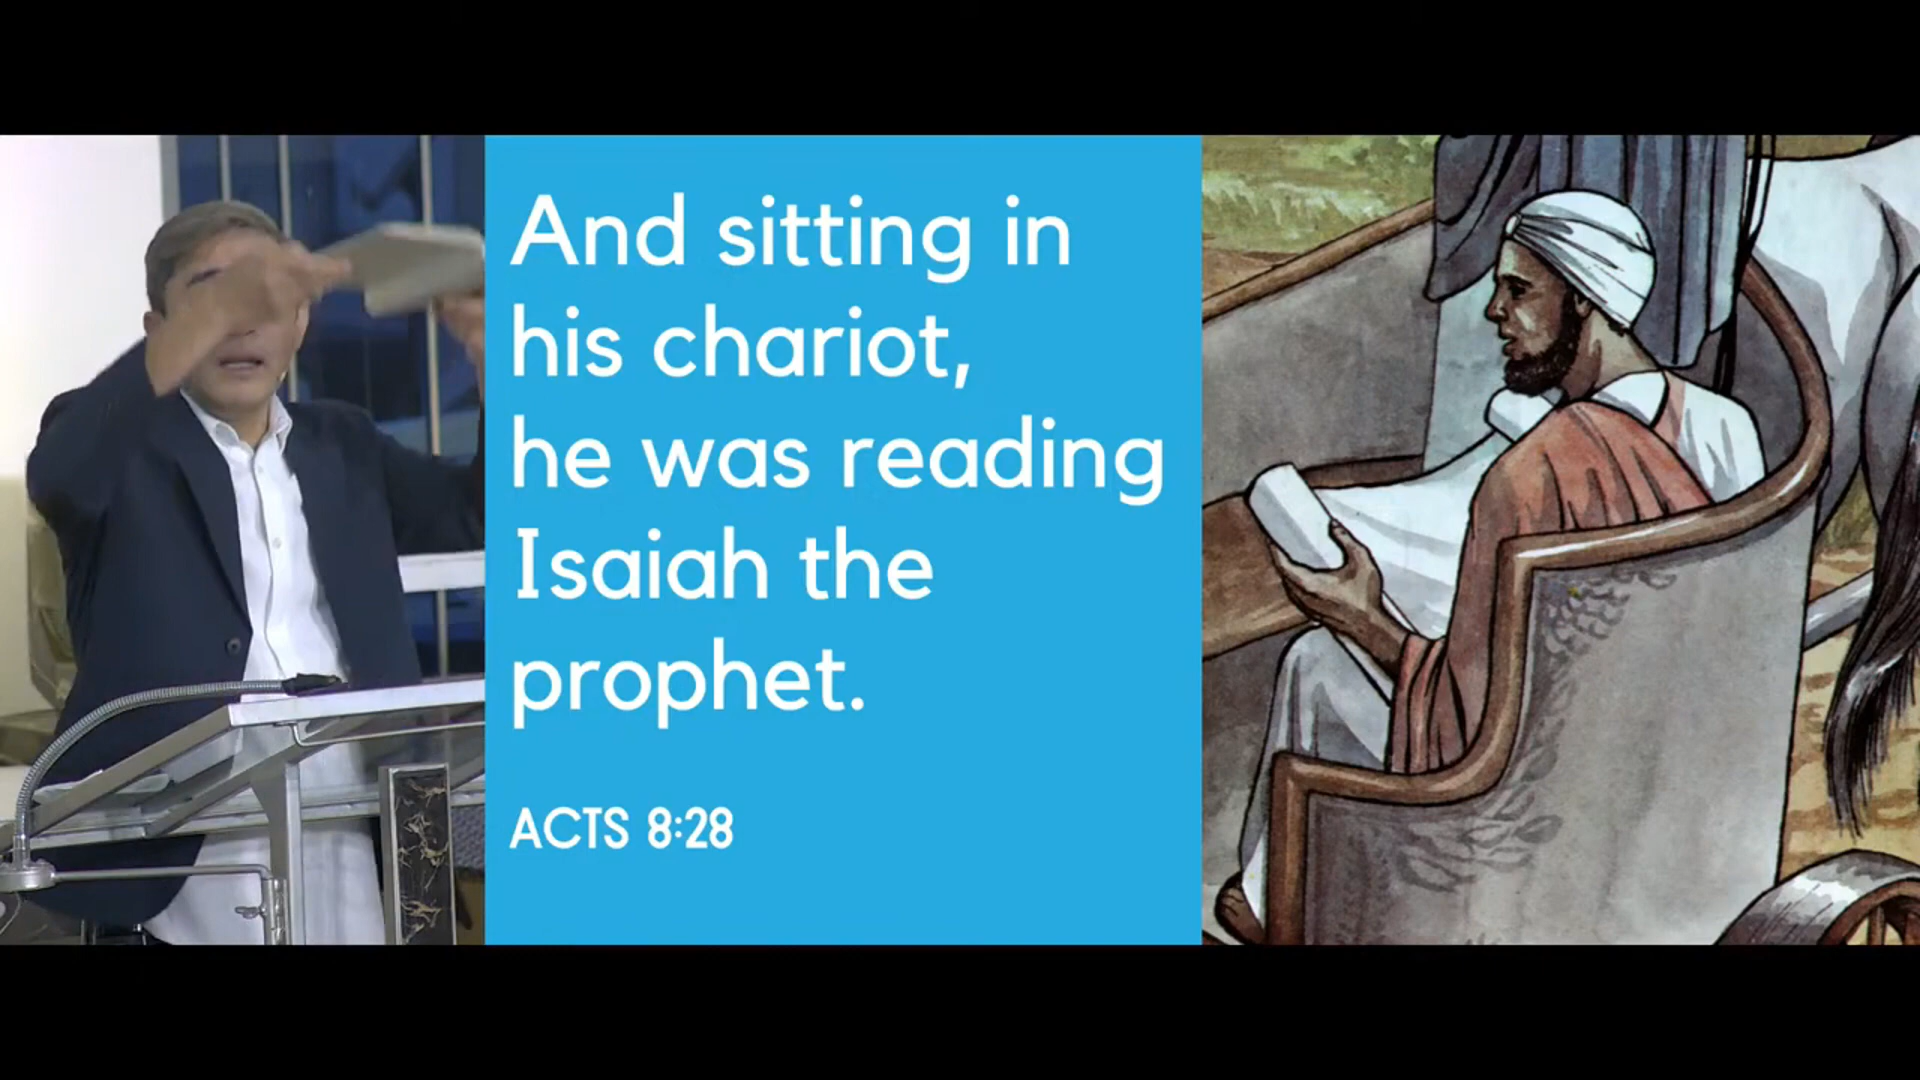 And sitting in
his chariot,
he was reading
Isaiah the
prophet.
ACTS 8:28